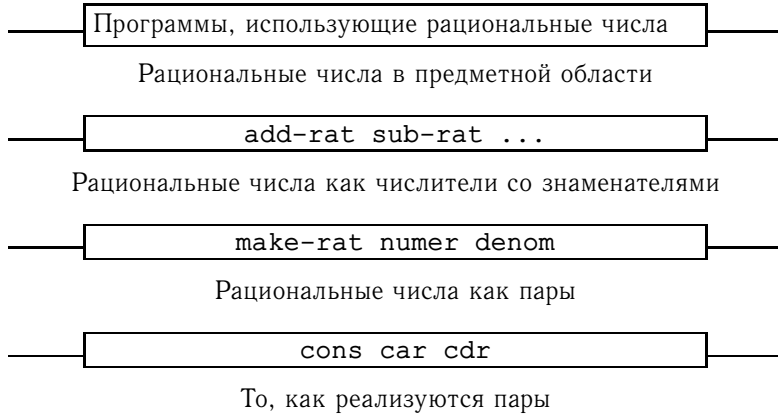 Программы, использующие рациональные числа
Рациональные числа в предметной области
add-rat sub-rat ...
Рациональные числа как числители со знаменателями
make-rat numer denom
Рациональные числа как пары
cons car cdr
То, как реализуются пары